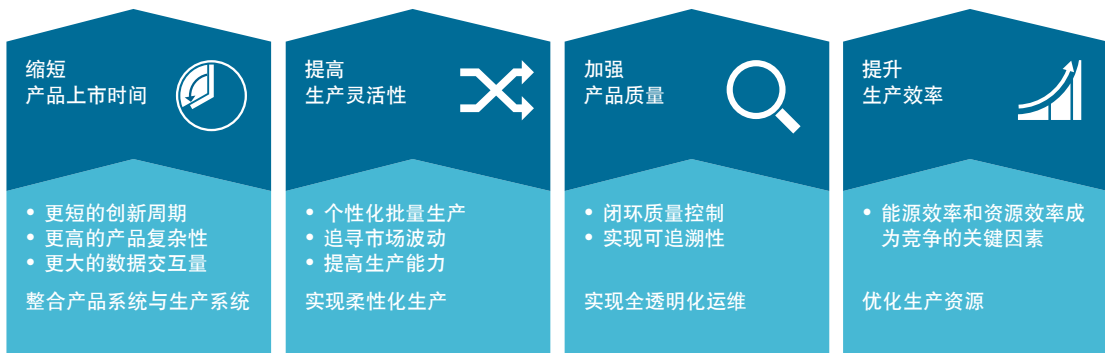 缩短
产品上市时间
• 更短的创新周期
• 更高的产品复杂性
• 更大的数据交互量
整合产品系统与生产系统
提高
生产灵活性
• 个性化批量生产
• 追寻市场波动
• 提高生产能力
实现柔性化生产
加强
产品质量
• 闭环质量控制
• 实现可追溯性
实现全透明化运维
提升
生产效率
• 能源效率和资源效率成
为竞争的关键因素
优化生产资源